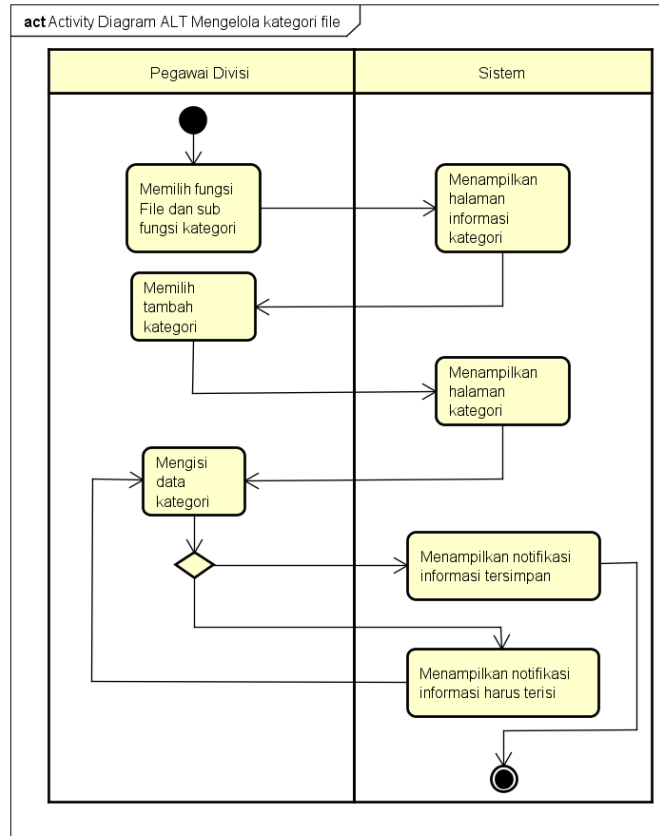 act Activity Diagram ALT Mengelola kategori file
Pegawai Divisi
Sistem
Memilih fungsi
File dan sub
fungsi kategori
Menampilkan
halaman
informasi
kategori
Memilih
tambah
kategori
Menampilkan
halaman
kategori
Mengisi
data
kategori
Menampilkan notifikasi
informasi tersimpan
Menampilkan notifikasi
informasi harus terisi